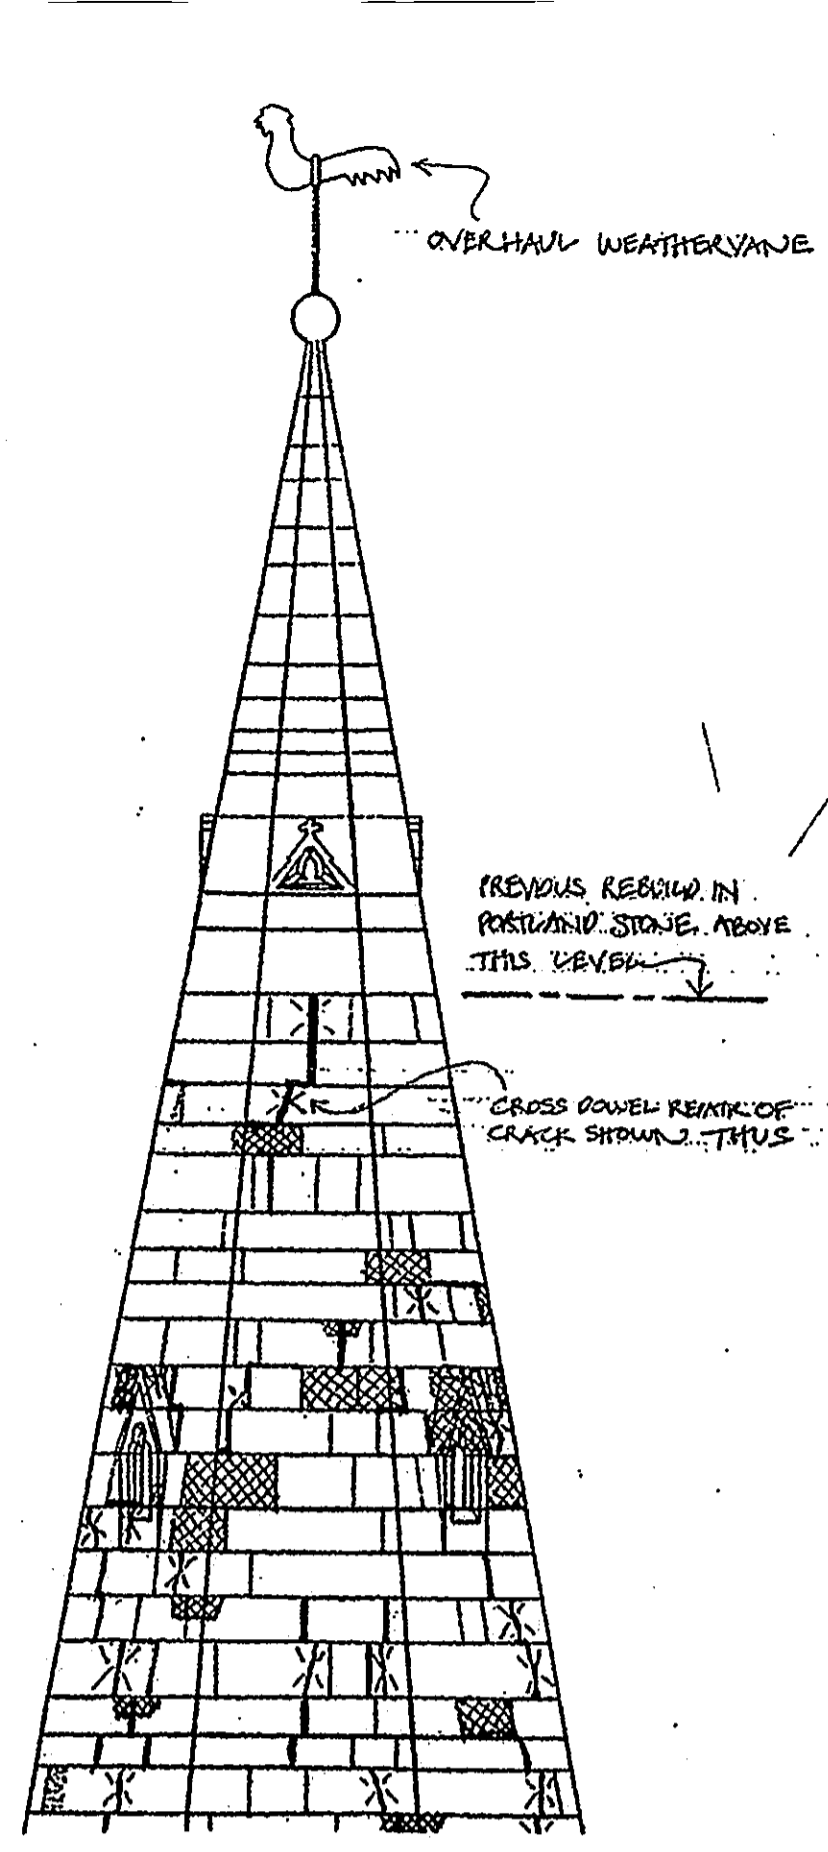 OVERHAUL WEATHERVANE
PREVIOUS REBUILD IN
PORTLAND STONE ABOVE
THIS LEVEL
CROSS DOWEL REPAIR OF
CRACK SHOWN THUS